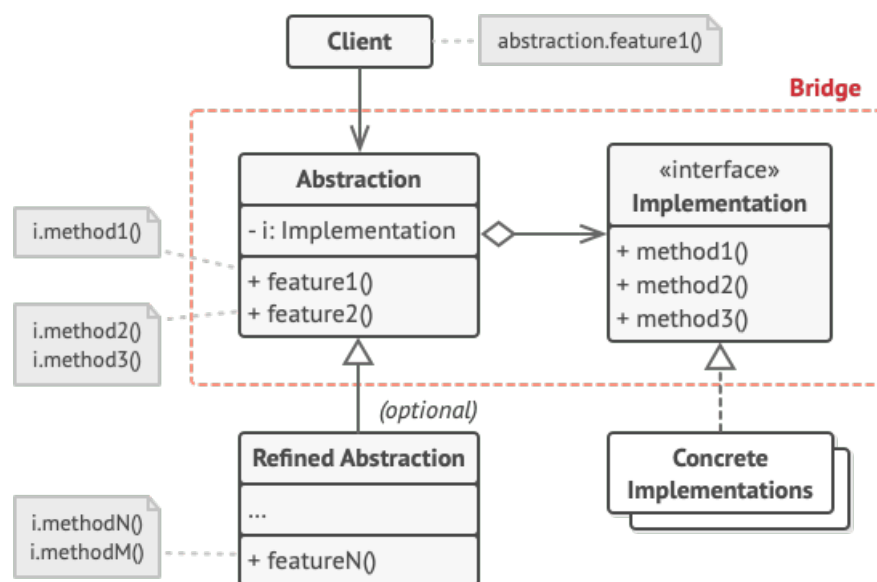 Client
abstraction.feature1()
Bridge
Abstraction
- i: Implementation
+ feature1()
+ feature2()
«interface»
Implementation
+ method1()
+ method2()
+ method3()
i.method1()
i.method2()
i.method3()
(optional)
Refined Abstraction
...
+ featureN()
Concrete
Implementations
i.methodN()
i.methodM()